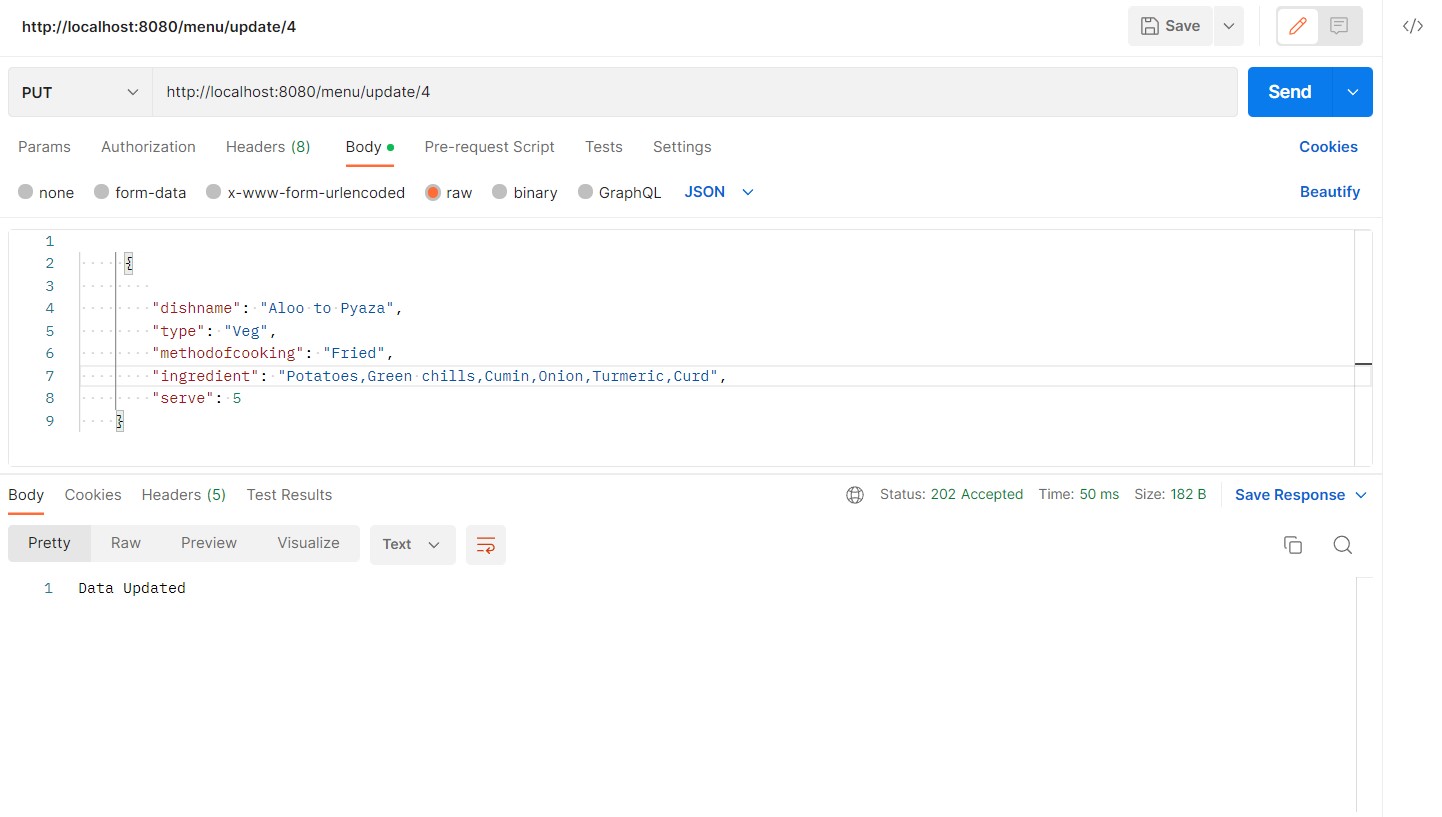 http://localhost:8080/menu/update/4
Save
PUT http://localhost:8080/menu/update/4 Send
Params Authorization Headers (8) Body Pre-request Script Tests Settings Cookies
none form-data x-www-form-urlencoded raw binary GraphQL JSON Beautify
1
2 {
3
4 "dishname": "Aloo to Pyaza",
5 "type": "Veg",
6 "methodofcooking": "Fried",
7 "ingredient": "Potatoes,Green chills,Cumin,Onion,Turmeric,Curd",
8 "serve": 5
9 }
Body Cookies Headers (5) Test Results Status: 202 Accepted Time: 50 ms Size: 182 B Save Response
Pretty Raw Preview Visualize Text
1 Data Updated